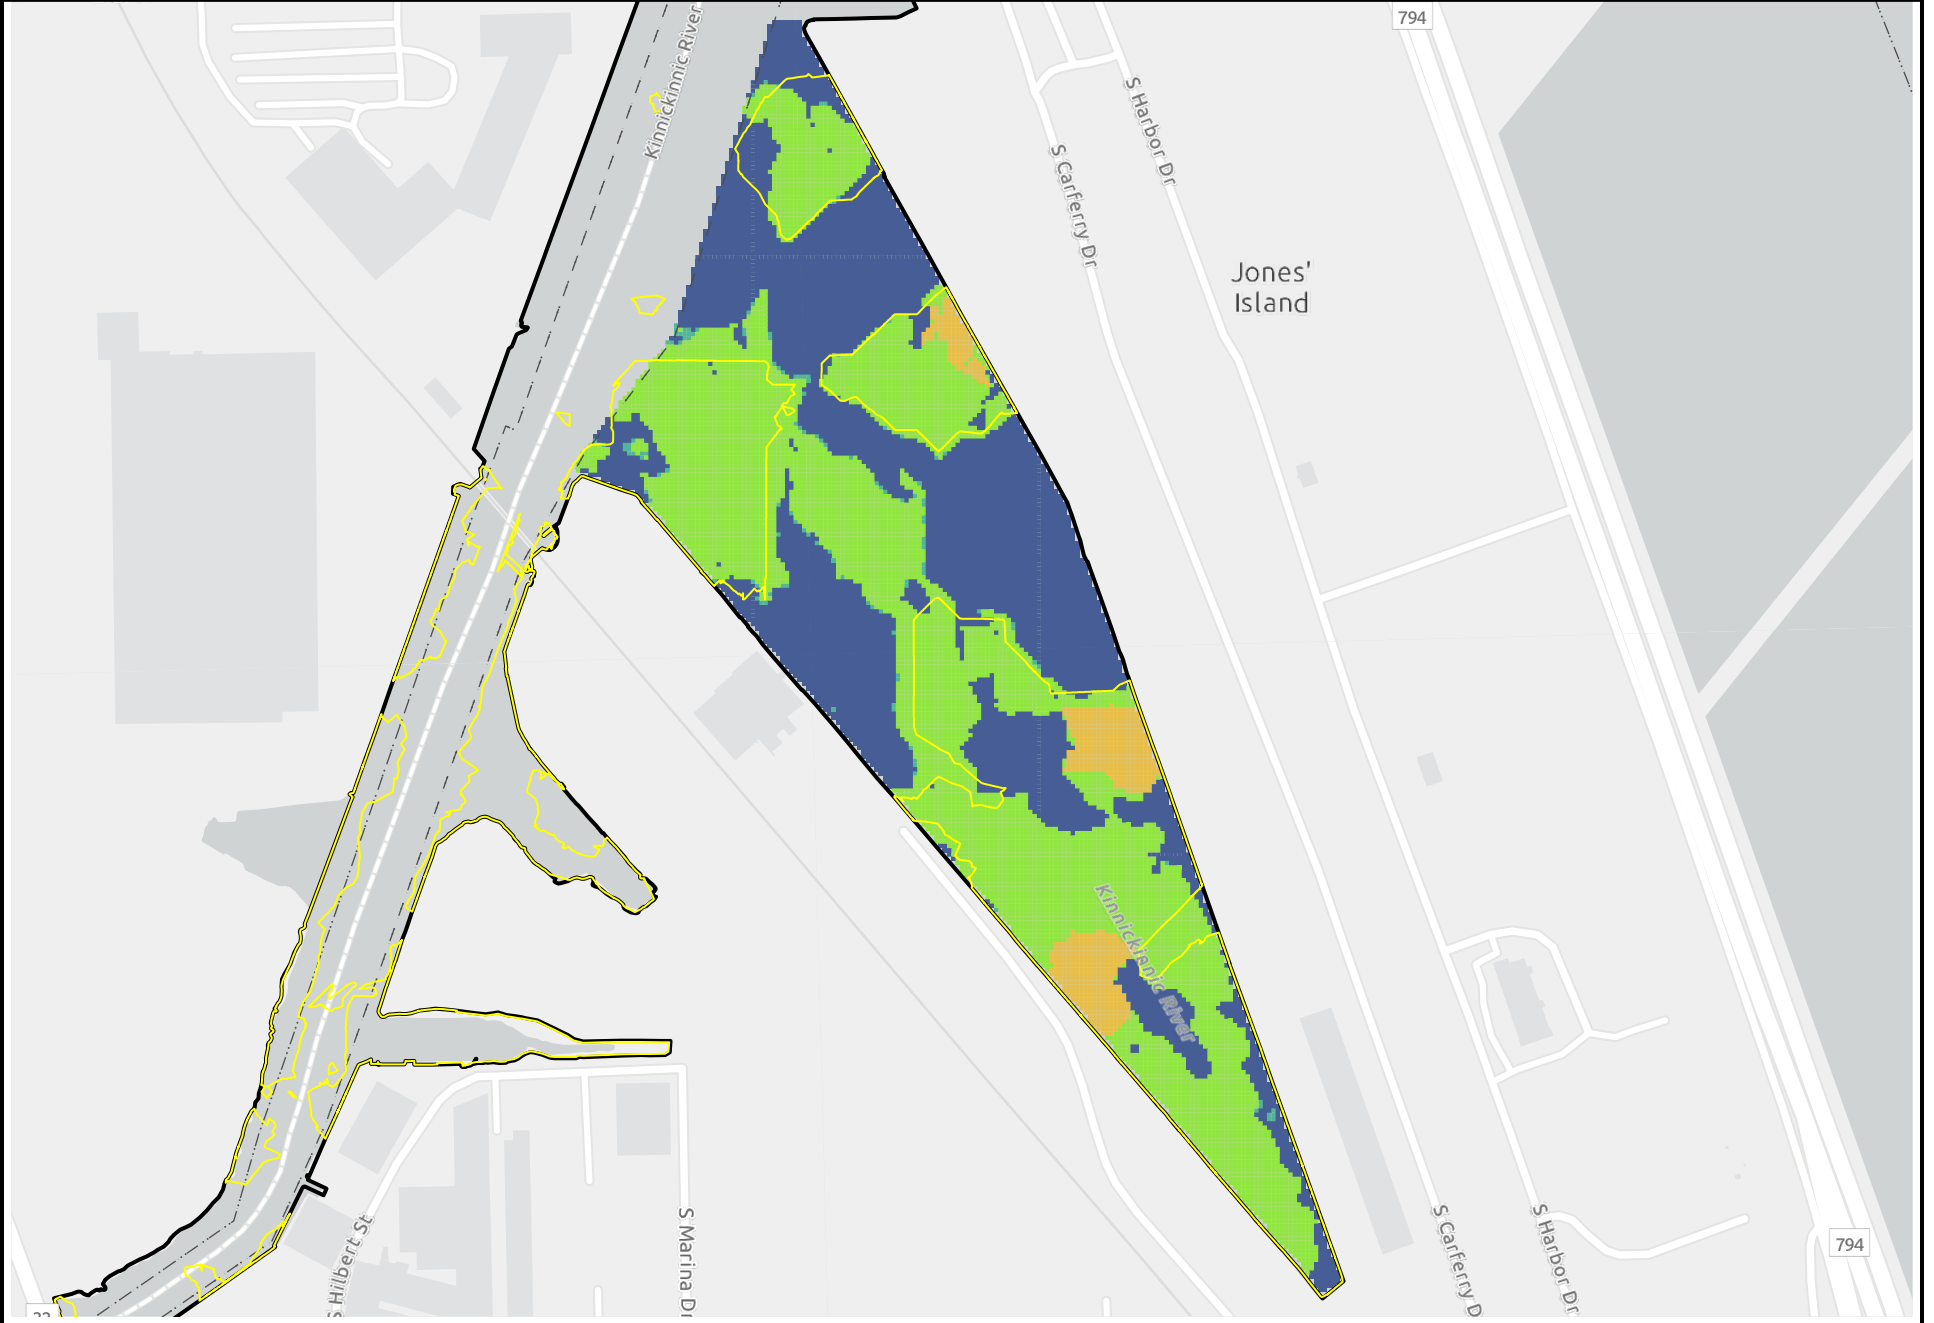 794
Kinnickinnic River
S Harbor Dr
S Carferry Dr
Jones'
Island
Kinnickinnic River
S Hilbert St
S Marina Dr
S Carferry D
S Harbor Dr
794